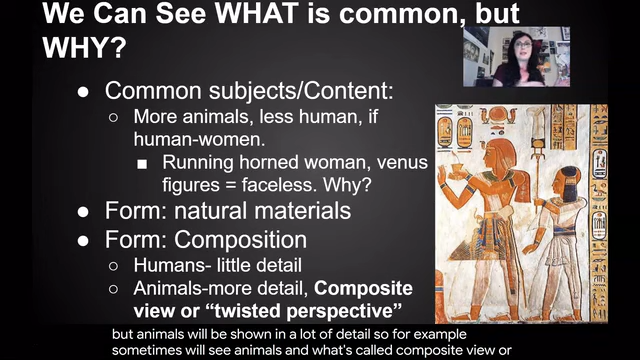 We Can See WHAT is common, but
WHY?
● Common subjects/Content:
○ More animals, less human, if
human-women.
■ Running horned woman, venus
figures = faceless. Why?
● Form: natural materials
● Form: Composition
○ Humans- little detail
○ Animals-more detail, Composite
view or “twisted perspective”
but animals will be shown in a lot of detail so for example
sometimes will see animals and what's called composite view or